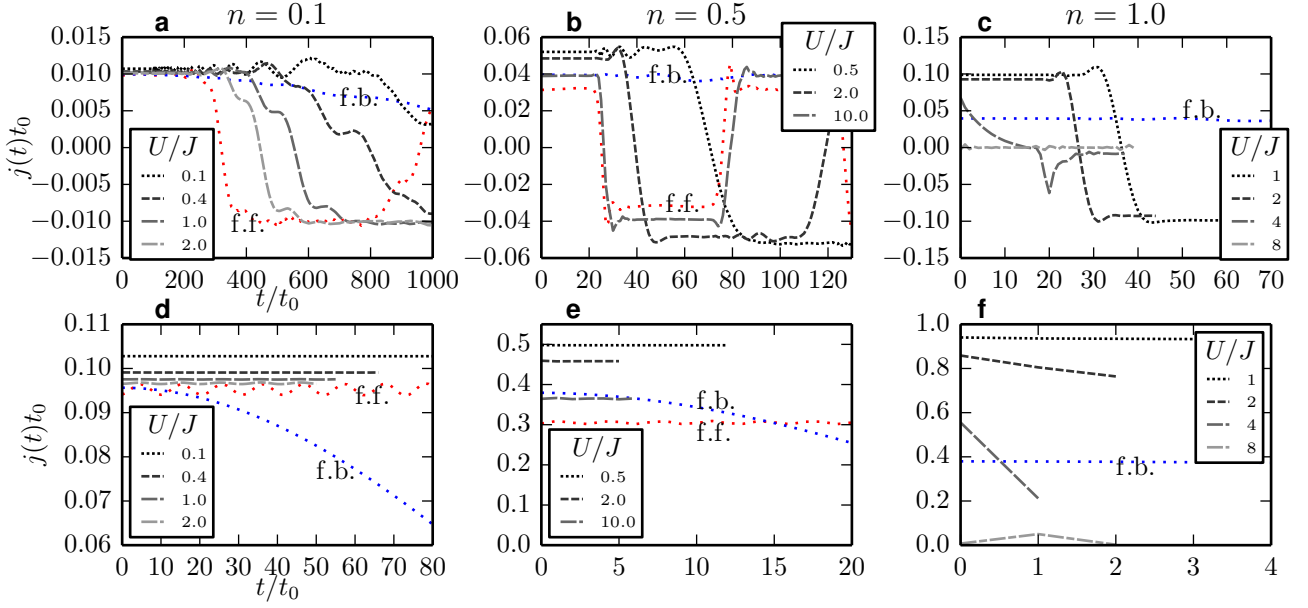 n = 0.1
n = 0.5
n = 1.0
a
0.015
0.010
0.005
0.000
−0.005
−0.010
−0.015
j(t)t₀
f.b.
f.f.
U/J
0.1
0.4
1.0
2.0
0 200 400 600 800 1000
t/t₀
b
0.06
0.04
0.02
0.00
−0.02
−0.04
−0.06
f.b.
f.f.
U/J
0.5
2.0
10.0
0 20 40 60 80 100 120
c
0.15
0.10
0.05
0.00
−0.05
−0.10
−0.15
f.b.
U/J
1
2
4
8
0 10 20 30 40 50 60 70
d
0.11
0.10
0.09
0.08
0.07
0.06
j(t)t₀
f.f.
f.b.
U/J
0.1
0.4
1.0
2.0
0 10 20 30 40 50 60 70 80
t/t₀
e
0.5
0.4
0.3
0.2
0.1
0.0
f.b.
f.f.
U/J
0.5
2.0
10.0
0 5 10 15 20
f
1.0
0.8
0.6
0.4
0.2
0.0
f.b.
U/J
1
2
4
8
0 1 2 3 4